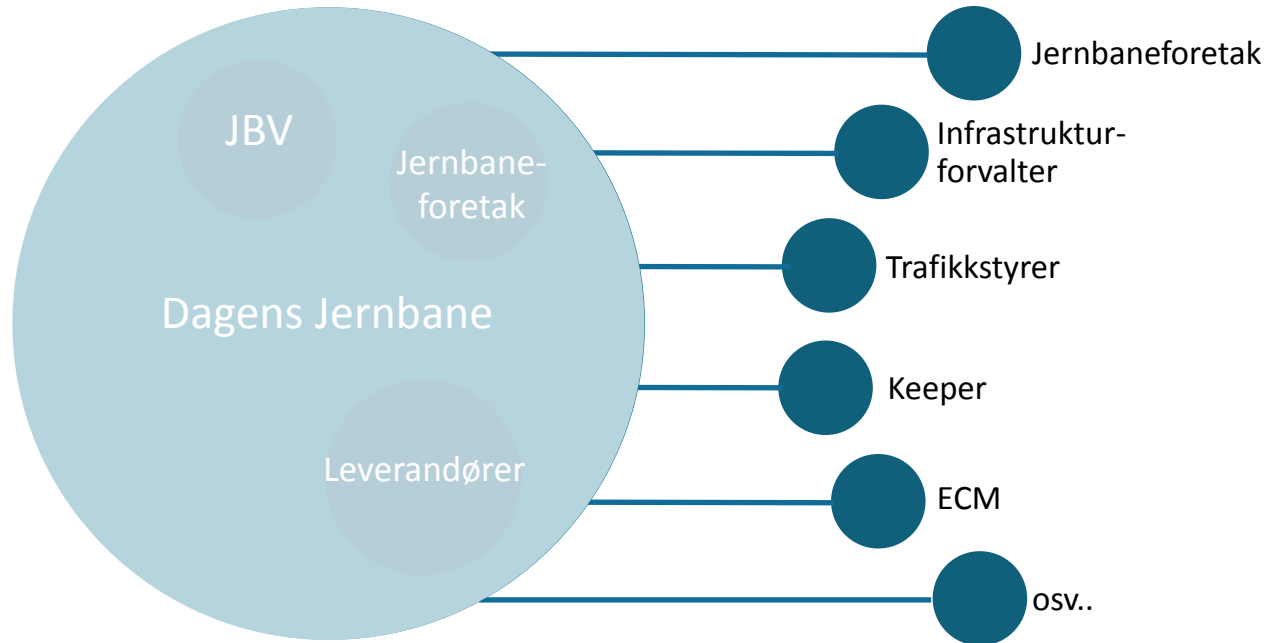 JBV
Jernbane-
foretak
Dagens Jernbane
Leverandører
Jernbaneforetak
Infrastruktur-
forvalter
Trafikkstyrer
Keeper
ECM
osv..